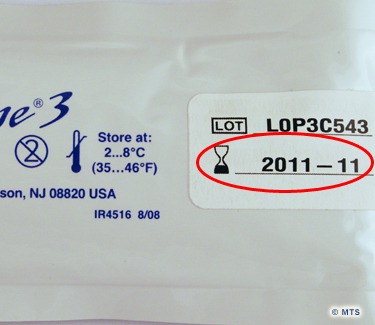 e® 3
LOT L0P3C543
2
Store at:
2...8°C
(35...46°F)
2011 – 11
son, NJ 08820 USA
IR4516 8/08
© MTS